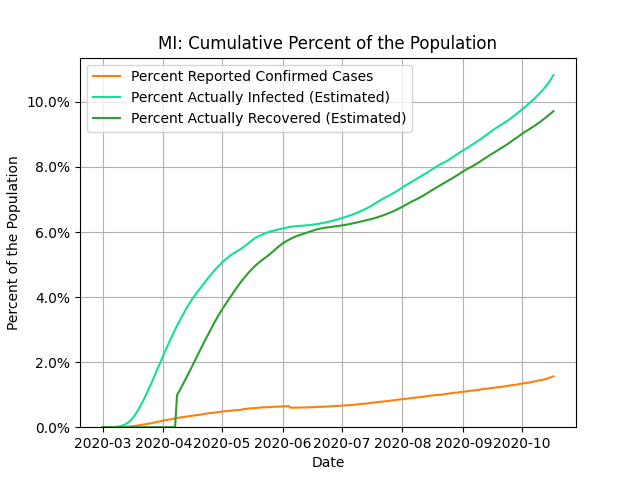 MI: Cumulative Percent of the Population
Percent Reported Confirmed Cases
Percent Actually Infected (Estimated)
Percent Actually Recovered (Estimated)
Percent of the Population
10.0%
8.0%
6.0%
4.0%
2.0%
0.0%
2020-03 2020-04 2020-05 2020-06 2020-07 2020-08 2020-09 2020-10
Date